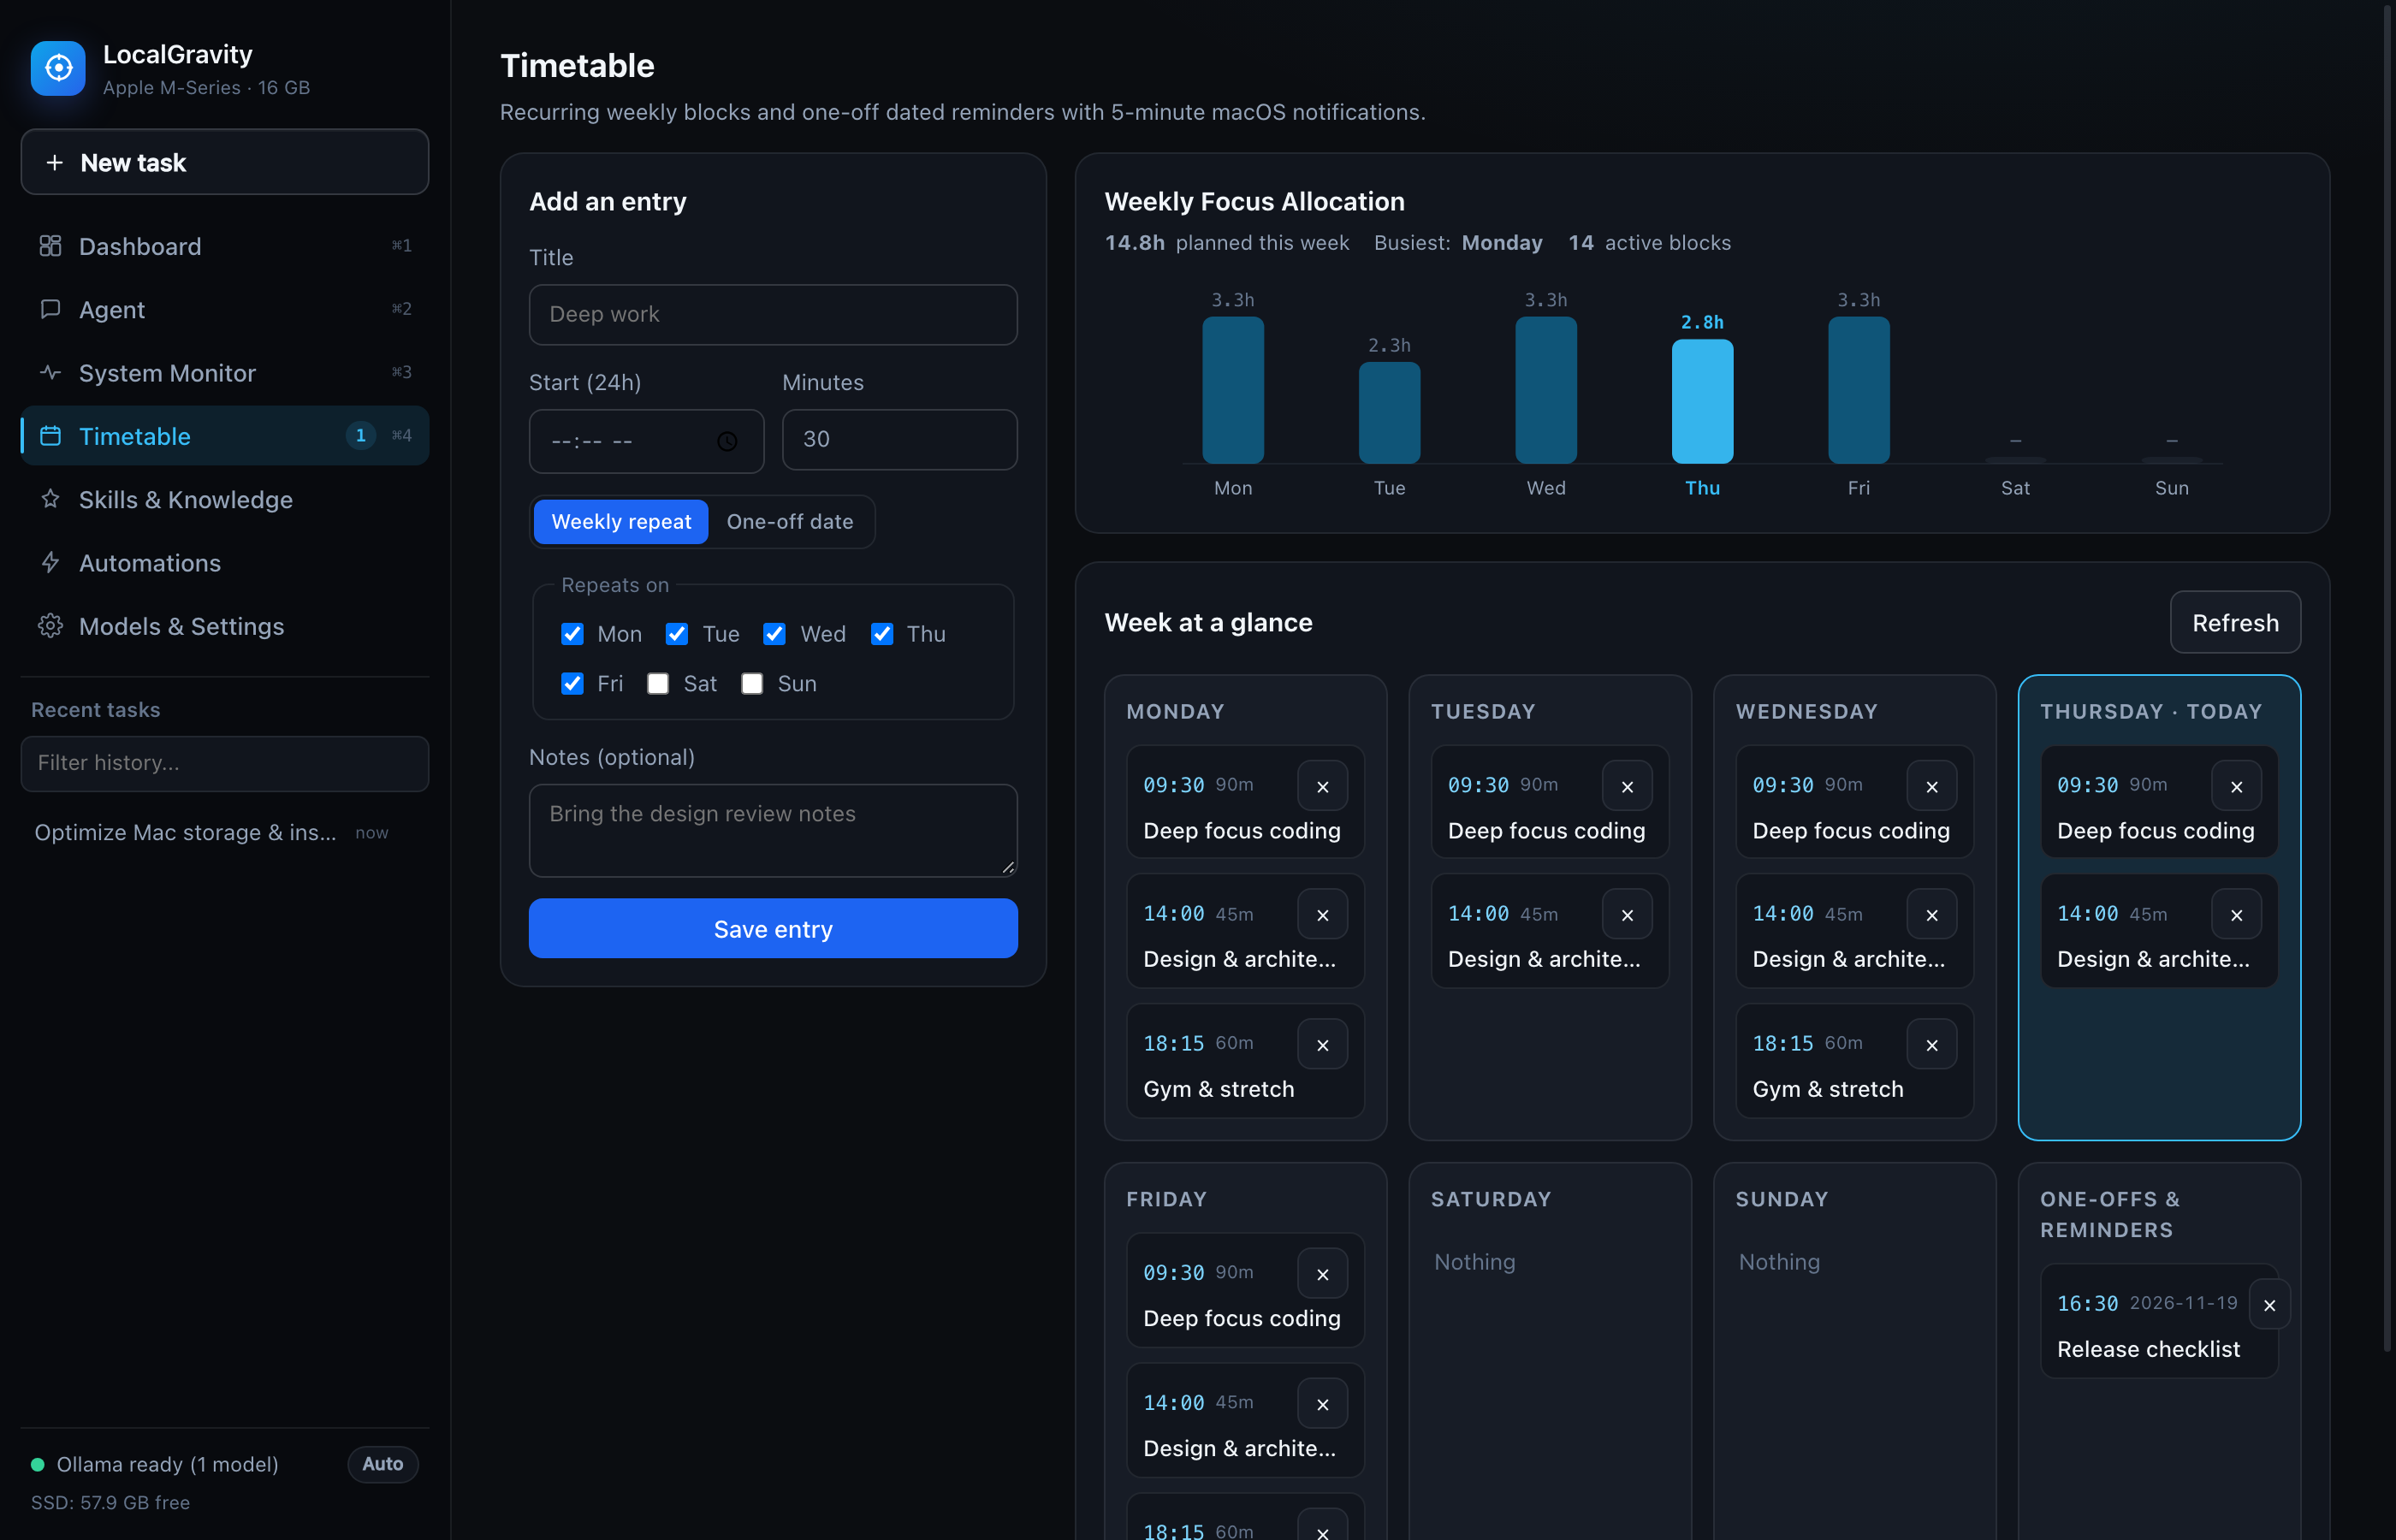 LocalGravity
Apple M-Series · 16 GB
+ New task
Dashboard ⌘1
Agent ⌘2
System Monitor ⌘3
Timetable 1 ⌘4
Skills & Knowledge
Automations
Models & Settings
Recent tasks
Filter history...
Optimize Mac storage & ins... now
Ollama ready (1 model) Auto
SSD: 57.9 GB free
Timetable
Recurring weekly blocks and one-off dated reminders with 5-minute macOS notifications.
Add an entry
Title
Deep work
Start (24h) Minutes
--:-- -- 30
Weekly repeat One-off date
Repeats on
Mon Tue Wed Thu
Fri Sat Sun
Notes (optional)
Bring the design review notes
Save entry
Weekly Focus Allocation
14.8h planned this week Busiest: Monday 14 active blocks
3.3h 2.3h 3.3h 2.8h 3.3h – –
Mon Tue Wed Thu Fri Sat Sun
Week at a glance Refresh
MONDAY
09:30 90m ×
Deep focus coding
14:00 45m ×
Design & archite...
18:15 60m ×
Gym & stretch
TUESDAY
09:30 90m ×
Deep focus coding
14:00 45m ×
Design & archite...
WEDNESDAY
09:30 90m ×
Deep focus coding
14:00 45m ×
Design & archite...
18:15 60m ×
Gym & stretch
THURSDAY · TODAY
09:30 90m ×
Deep focus coding
14:00 45m ×
Design & archite...
FRIDAY
09:30 90m ×
Deep focus coding
14:00 45m ×
Design & archite...
18:15 60m ×
SATURDAY
Nothing
SUNDAY
Nothing
ONE-OFFS &
REMINDERS
16:30 2026-11-19 ×
Release checklist